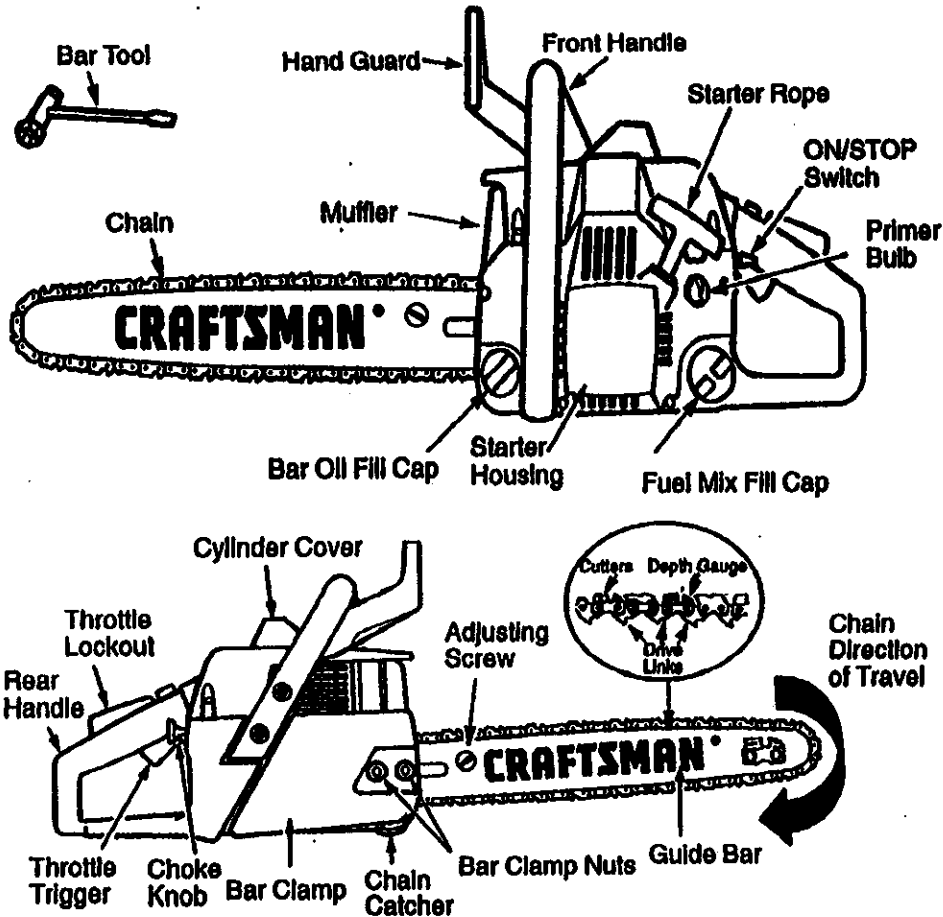 Bar Tool
Hand Guard
Front Handle
Starter Rope
ON/STOP
Switch
Muffler
Primer
Bulb
Chain
CRAFTSMAN
Bar Oil Fill Cap
Starter
Housing
Fuel Mix Fill Cap
Cylinder Cover
Cutters
Depth Gauge
Drive
Links
Throttle
Lockout
Adjusting
Screw
Chain
Direction
of Travel
Rear
Handle
CRAFTSMAN
Throttle
Trigger
Choke
Knob
Bar Clamp
Chain
Catcher
Bar Clamp Nuts
Guide Bar